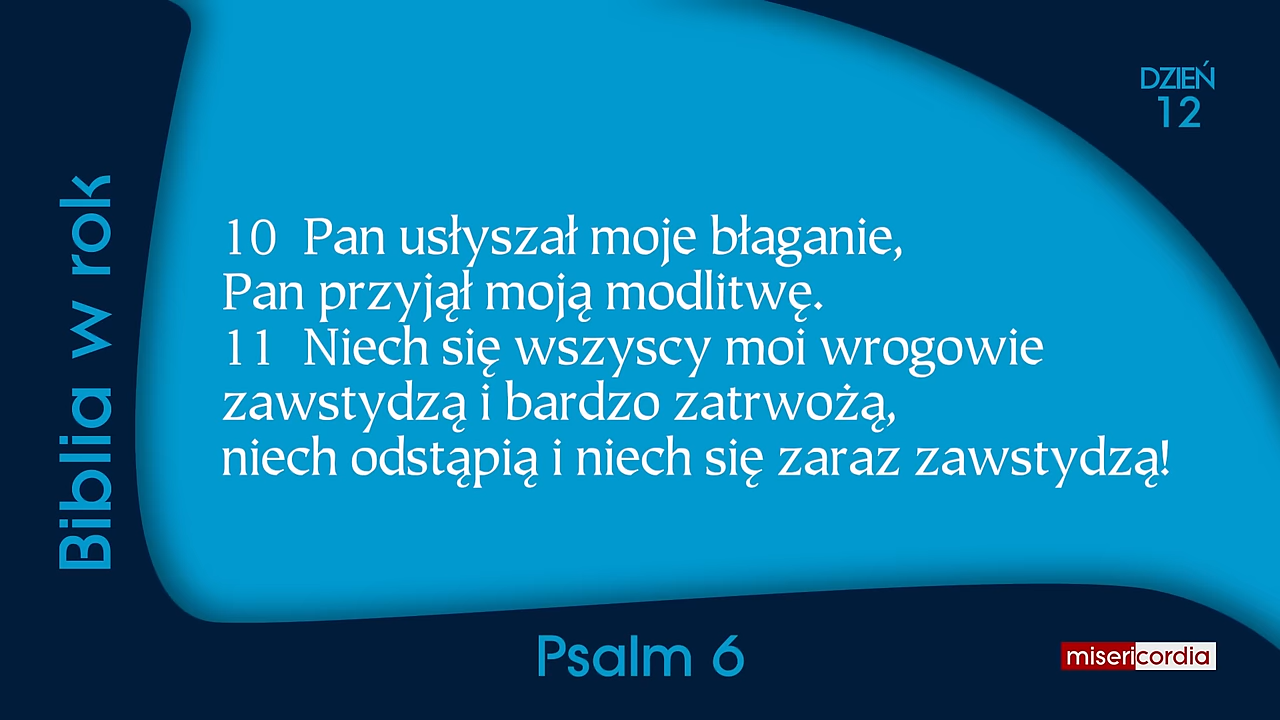 DZIEŃ
12
Biblia w rok
10 Pan usłyszał moje błaganie,
Pan przyjął moją modlitwę.
11 Niech się wszyscy moi wrogowie
zawstydzą i bardzo zatrwożą,
niech odstąpią i niech się zaraz zawstydzą!
Psalm 6
misericordia